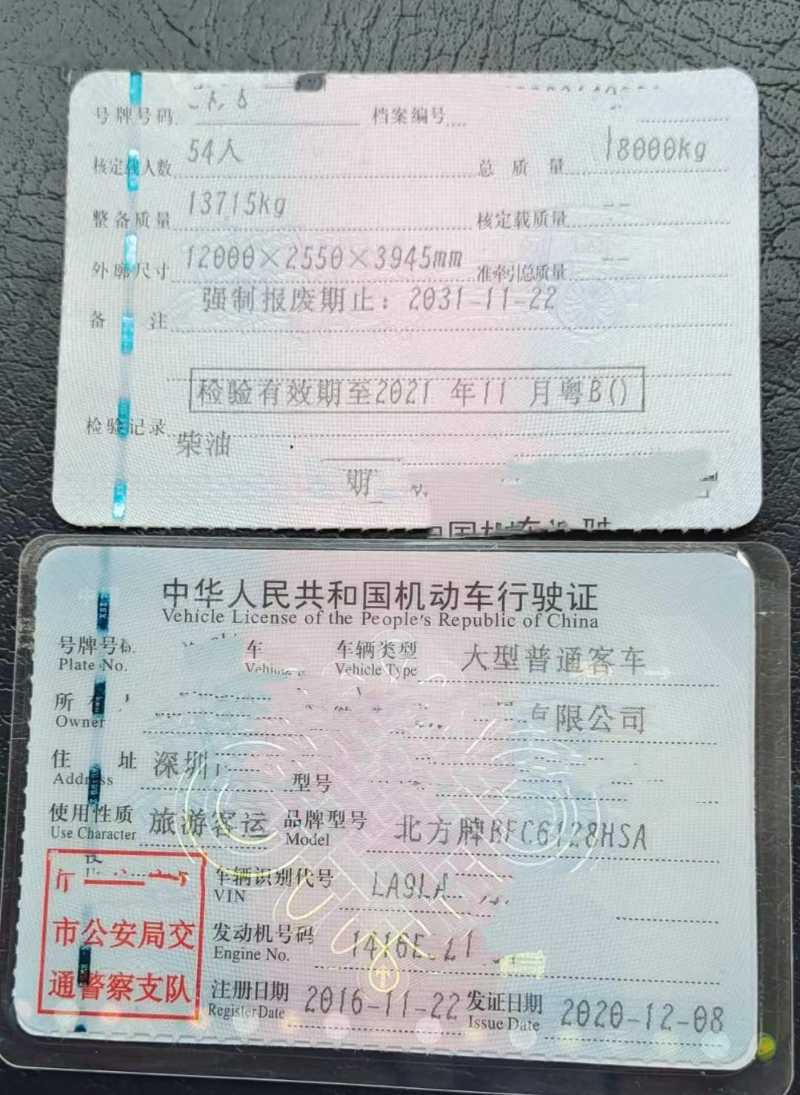 号牌号码 档案编号
核定载人数 54人 总质量 18000kg
整备质量 13715kg 核定载质量 --
外廓尺寸 12000×2550×3945mm 准牵引总质量 --
备注 强制报废期止：2031-11-22
检验有效期至2021年11月粤B()
检验记录
柴油
中华人民共和国机动车行驶证
Vehicle License of the People's Republic of China
号牌号码 车辆类型 大型普通客车
Plate No. Vehicle Type
所 有限公司
Owner
住址 深圳
Address 型号
使用性质 旅游客运 品牌型号 北方牌BFC6128HSA
Use Character Model
车辆识别代号 LA9LA
VIN
市公安局交
通警察支队
发动机号码 1416E
Engine No.
注册日期 2016-11-22 发证日期 2020-12-08
Register Date Issue Date